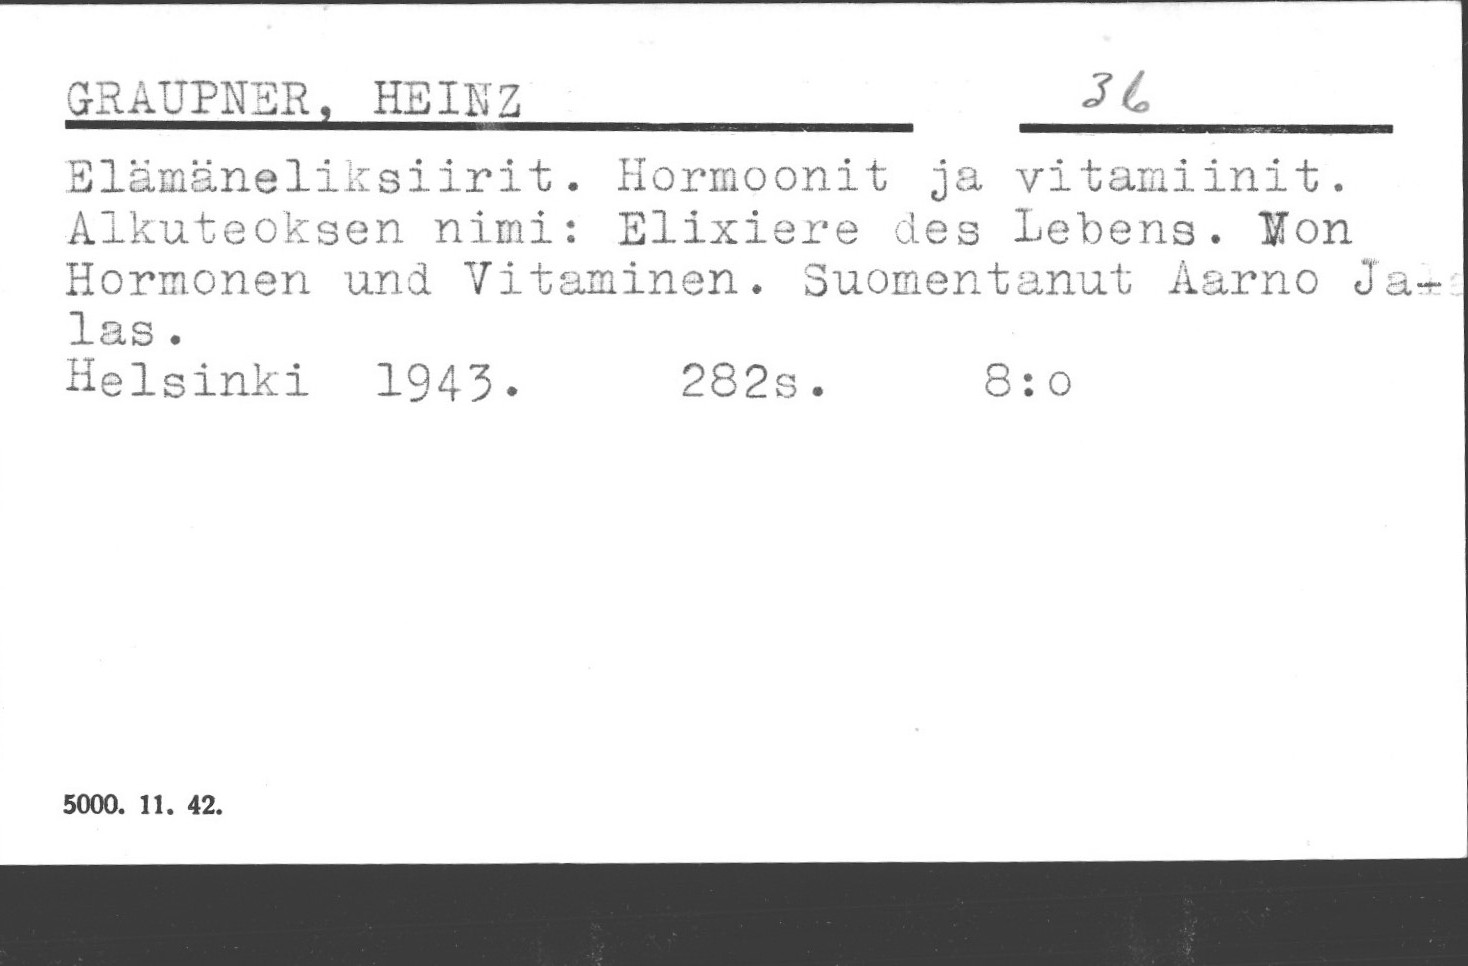 GRAUPNER, HEINZ 36
Elämäneliksiirit. Hormoonit ja vitamiinit.
Alkuteoksen nimi: Elixiere des Lebens. Von
Hormonen und Vitaminen. Suomentanut Aarno Ja-
las.
Helsinki 1943. 282s. 8:o
5000. 11. 42.